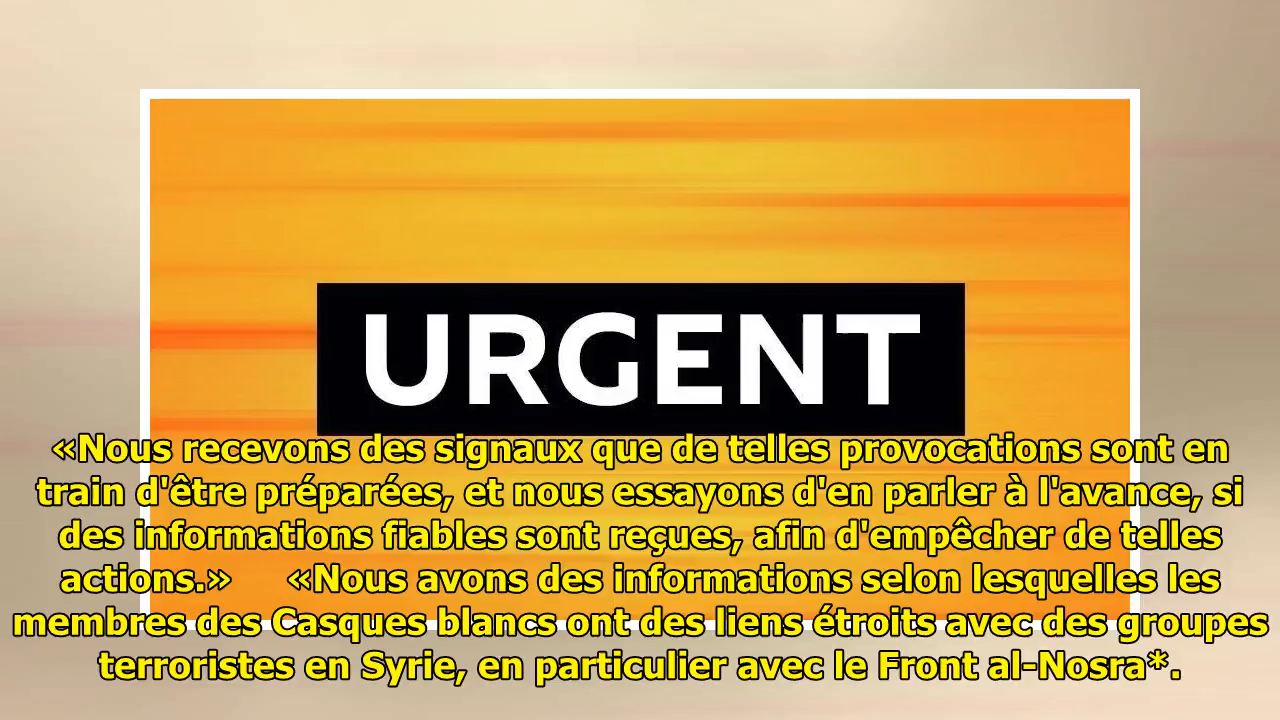 URGENT
«Nous recevons des signaux que de telles provocations sont en
train d'être préparées, et nous essayons d'en parler à l'avance, si
des informations fiables sont reçues, afin d'empêcher de telles
actions.» «Nous avons des informations selon lesquelles les
membres des Casques blancs ont des liens étroits avec des groupes
terroristes en Syrie, en particulier avec le Front al-Nosra*.